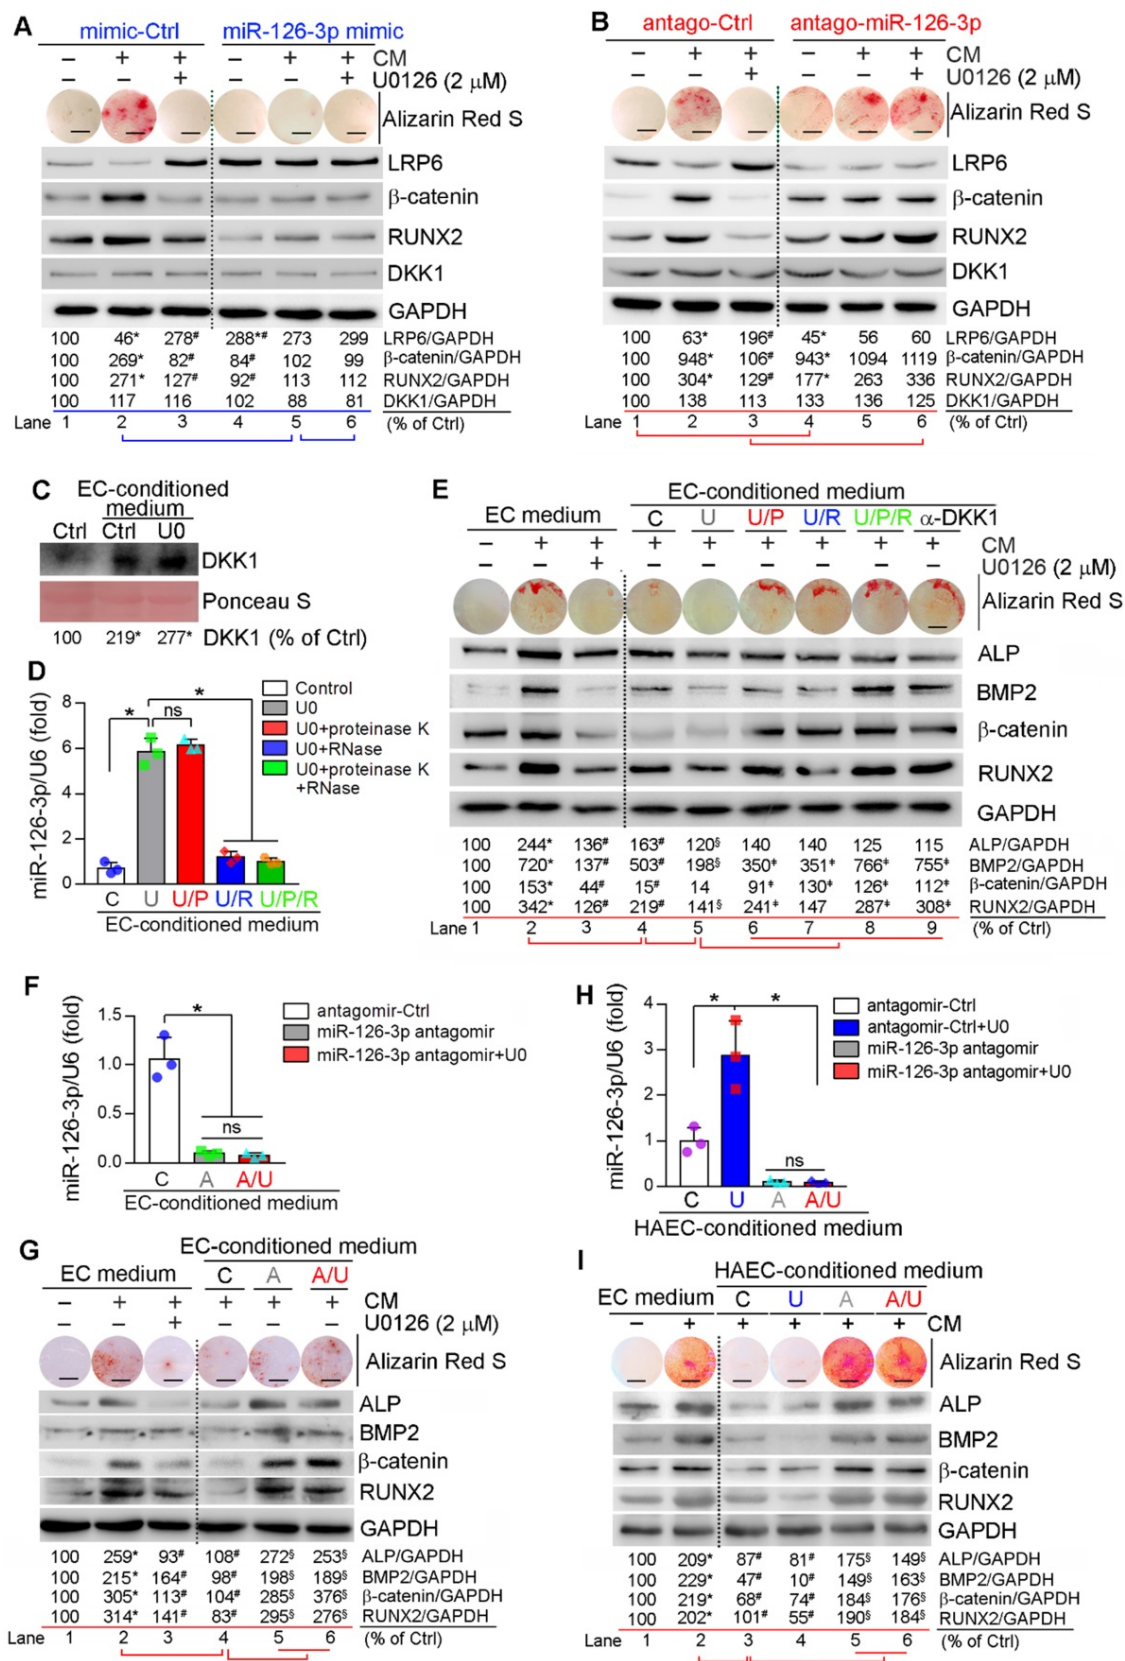 A
mimic-Ctrl miR-126-3p mimic
– + + – + + CM
– – + – – + U0126 (2 μM)
Alizarin Red S
LRP6
β-catenin
RUNX2
DKK1
GAPDH
100 46* 278# 288*# 273 299 LRP6/GAPDH
100 269* 82# 84# 102 99 β-catenin/GAPDH
100 271* 127# 92# 113 112 RUNX2/GAPDH
100 117 116 102 88 81 DKK1/GAPDH
Lane 1 2 3 4 5 6 (% of Ctrl)
B
antago-Ctrl antago-miR-126-3p
– + + – + + CM
– – + – – + U0126 (2 μM)
Alizarin Red S
LRP6
β-catenin
RUNX2
DKK1
GAPDH
100 63* 196# 45* 56 60 LRP6/GAPDH
100 948* 106# 943* 1094 1119 β-catenin/GAPDH
100 304* 129# 177* 263 336 RUNX2/GAPDH
100 138 113 133 136 125 DKK1/GAPDH
Lane 1 2 3 4 5 6 (% of Ctrl)
C
EC-conditioned
medium
Ctrl Ctrl U0
DKK1
Ponceau S
100 219* 277* DKK1 (% of Ctrl)
D
miR-126-3p/U6 (fold)
8
6
4
2
0
* ns *
Control
U0
U0+proteinase K
U0+RNase
U0+proteinase K
+RNase
C U U/P U/R U/P/R
EC-conditioned medium
E
EC-conditioned medium
EC medium C U U/P U/R U/P/R α-DKK1
– + + + + + + + + CM
– – + – – – – – – U0126 (2 μM)
Alizarin Red S
ALP
BMP2
β-catenin
RUNX2
GAPDH
100 244* 136# 163# 120§ 140 140 125 115 ALP/GAPDH
100 720* 137# 503# 198§ 350ǂ 351ǂ 766ǂ 755ǂ BMP2/GAPDH
100 153* 44# 15# 14 91ǂ 130ǂ 126ǂ 112ǂ β-catenin/GAPDH
100 342* 126# 219# 141§ 241ǂ 147 287ǂ 308ǂ RUNX2/GAPDH
Lane 1 2 3 4 5 6 7 8 9 (% of Ctrl)
F
miR-126-3p/U6 (fold)
1.5
1.0
0.5
0.0
* ns
antagomir-Ctrl
miR-126-3p antagomir
miR-126-3p antagomir+U0
C A A/U
EC-conditioned medium
H
miR-126-3p/U6 (fold)
4
3
2
1
0
* * ns
antagomir-Ctrl
antagomir-Ctrl+U0
miR-126-3p antagomir
miR-126-3p antagomir+U0
C U A A/U
HAEC-conditioned medium
G
EC-conditioned medium
EC medium C A A/U
– + + + + + CM
– – + – – – U0126 (2 μM)
Alizarin Red S
ALP
BMP2
β-catenin
RUNX2
GAPDH
100 259* 93# 108# 272§ 253§ ALP/GAPDH
100 215* 164# 98# 198§ 189§ BMP2/GAPDH
100 305* 113# 104# 285§ 376§ β-catenin/GAPDH
100 314* 141# 83# 295§ 276§ RUNX2/GAPDH
Lane 1 2 3 4 5 6 (% of Ctrl)
I
HAEC-conditioned medium
EC medium C U A A/U
– + + + + + CM
Alizarin Red S
ALP
BMP2
β-catenin
RUNX2
GAPDH
100 209* 87# 81# 175§ 149§ ALP/GAPDH
100 229* 47# 10# 149§ 163§ BMP2/GAPDH
100 219* 68# 74# 184§ 176§ β-catenin/GAPDH
100 202* 101# 55# 190§ 184§ RUNX2/GAPDH
Lane 1 2 3 4 5 6 (% of Ctrl)